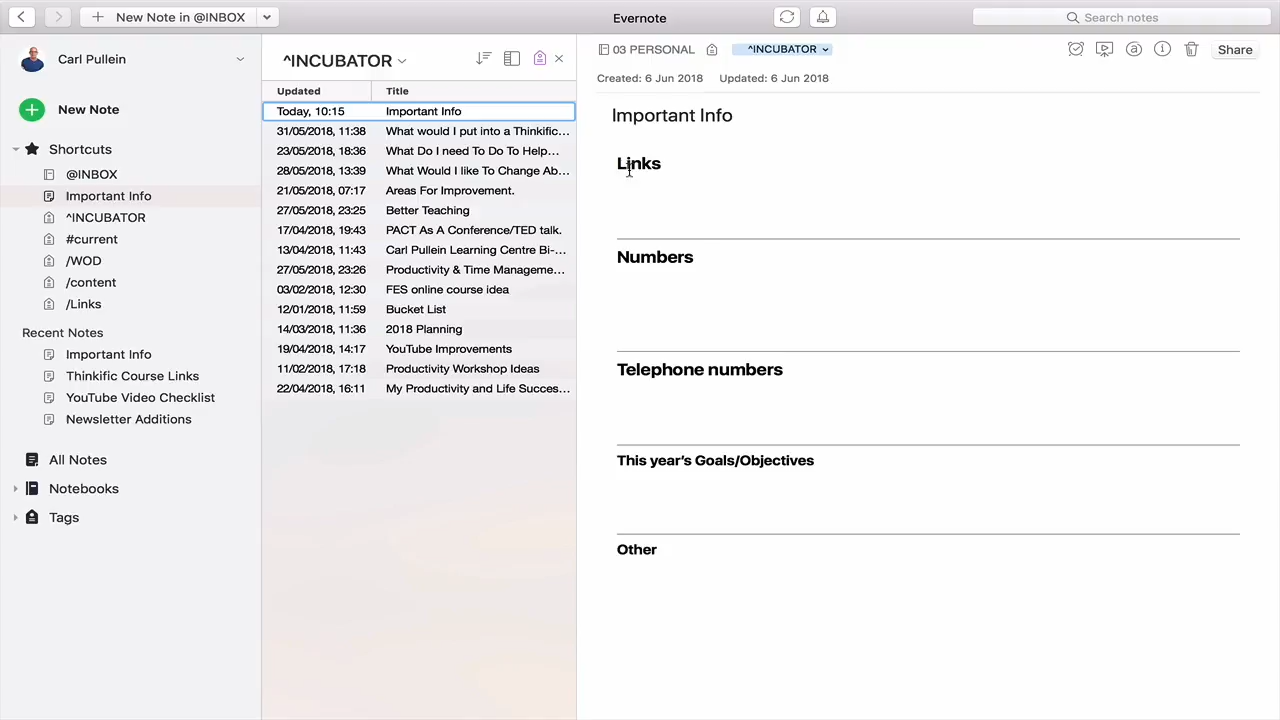 New Note in @INBOX
Evernote
Search notes
Carl Pullein
New Note
Shortcuts
@INBOX
Important Info
^INCUBATOR
#current
/WOD
/content
/Links
Recent Notes
Important Info
Thinkific Course Links
YouTube Video Checklist
Newsletter Additions
All Notes
Notebooks
Tags
^INCUBATOR
Updated Title
Today, 10:15 Important Info
31/05/2018, 11:38 What would I put into a Thinkific...
23/05/2018, 18:36 What Do I need To Do To Help...
28/05/2018, 13:39 What Would I like To Change Ab...
21/05/2018, 07:17 Areas For Improvement.
27/05/2018, 23:25 Better Teaching
17/04/2018, 19:43 PACT As A Conference/TED talk.
13/04/2018, 11:43 Carl Pullein Learning Centre Bi-...
27/05/2018, 23:26 Productivity & Time Manageme...
03/02/2018, 12:30 FES online course idea
12/01/2018, 11:59 Bucket List
14/03/2018, 11:36 2018 Planning
19/04/2018, 14:17 YouTube Improvements
11/02/2018, 17:18 Productivity Workshop Ideas
22/04/2018, 16:11 My Productivity and Life Succes...
03 PERSONAL ^INCUBATOR
Share
Created: 6 Jun 2018 Updated: 6 Jun 2018
Important Info
Links
Numbers
Telephone numbers
This year's Goals/Objectives
Other